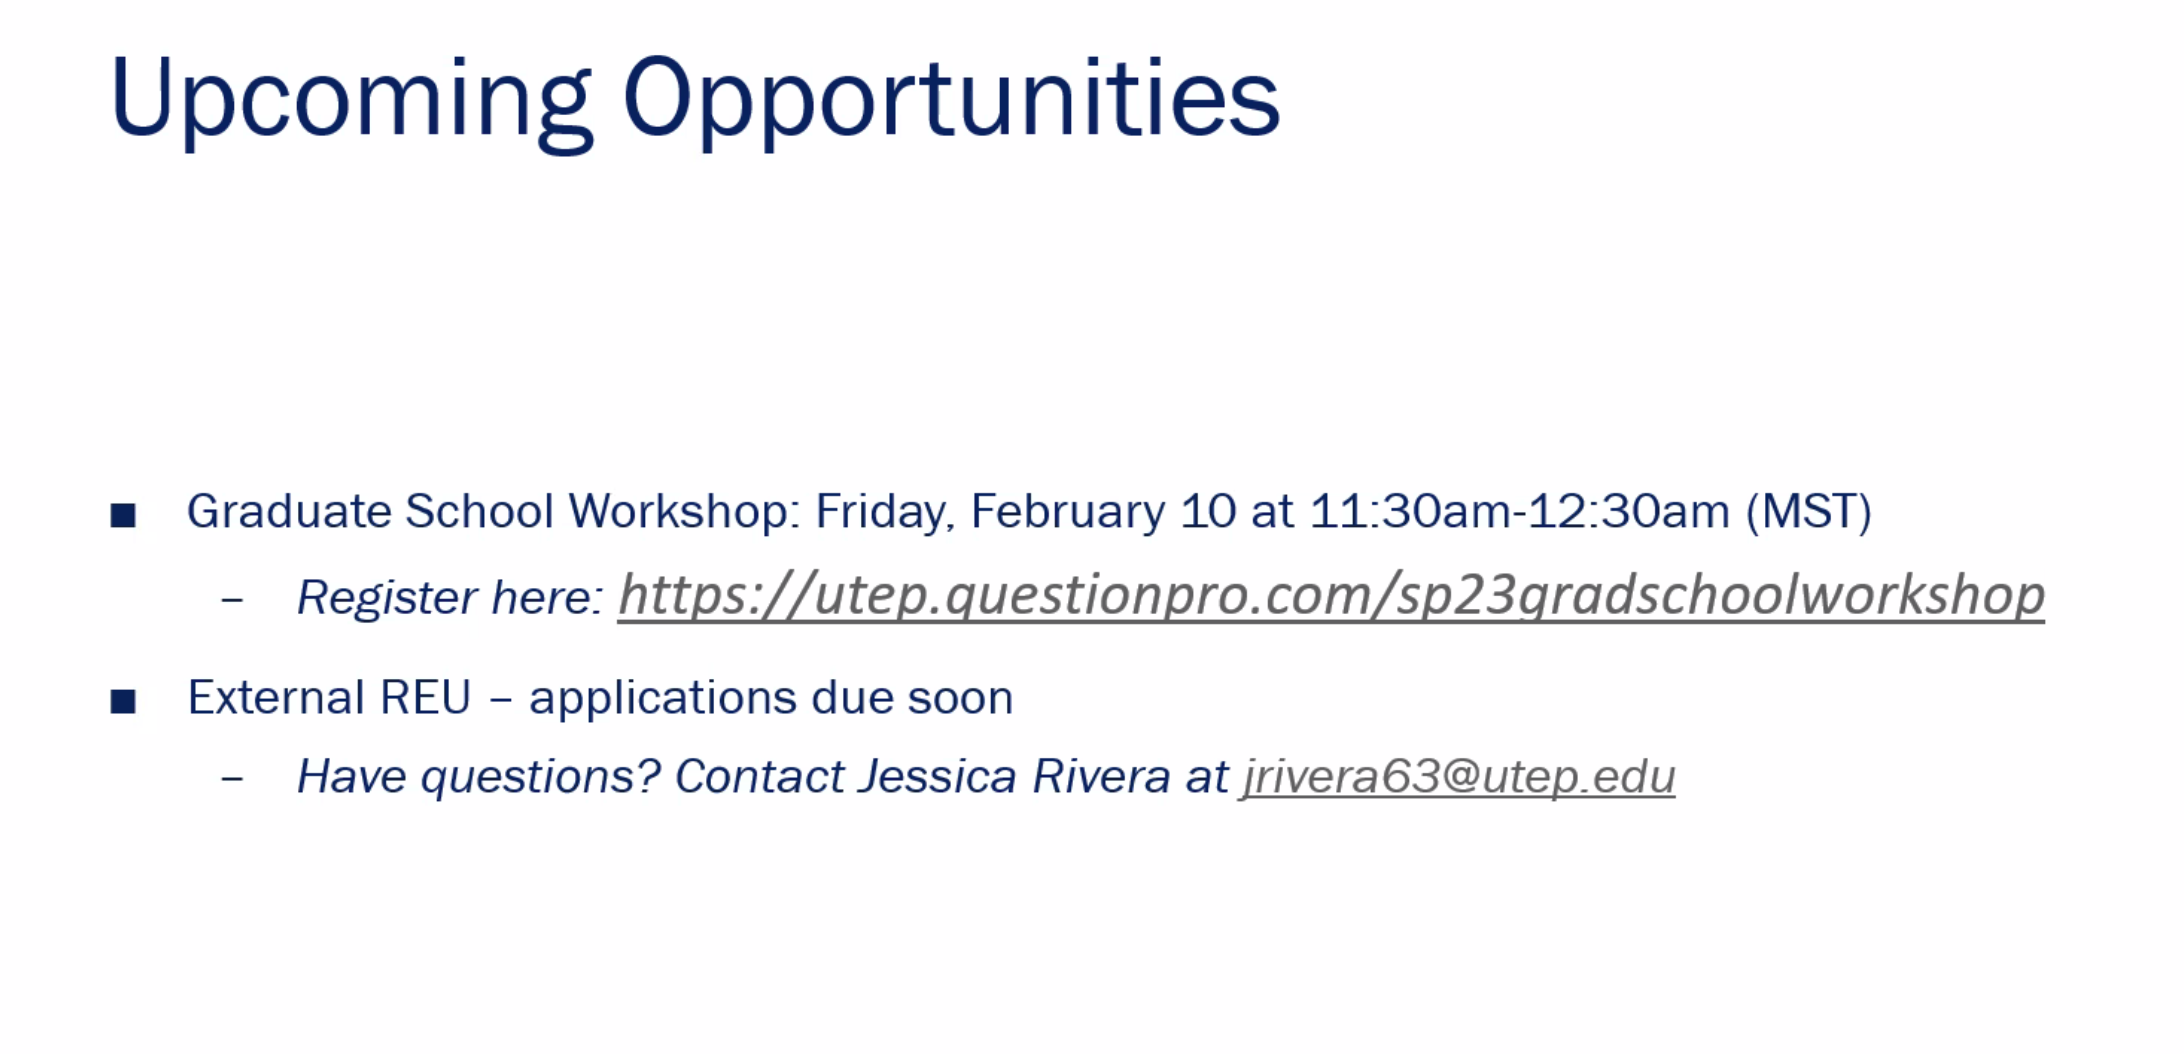 Upcoming Opportunities
■ Graduate School Workshop: Friday, February 10 at 11:30am-12:30am (MST)
– Register here: https://utep.questionpro.com/sp23gradschoolworkshop
■ External REU – applications due soon
– Have questions? Contact Jessica Rivera at jrivera63@utep.edu